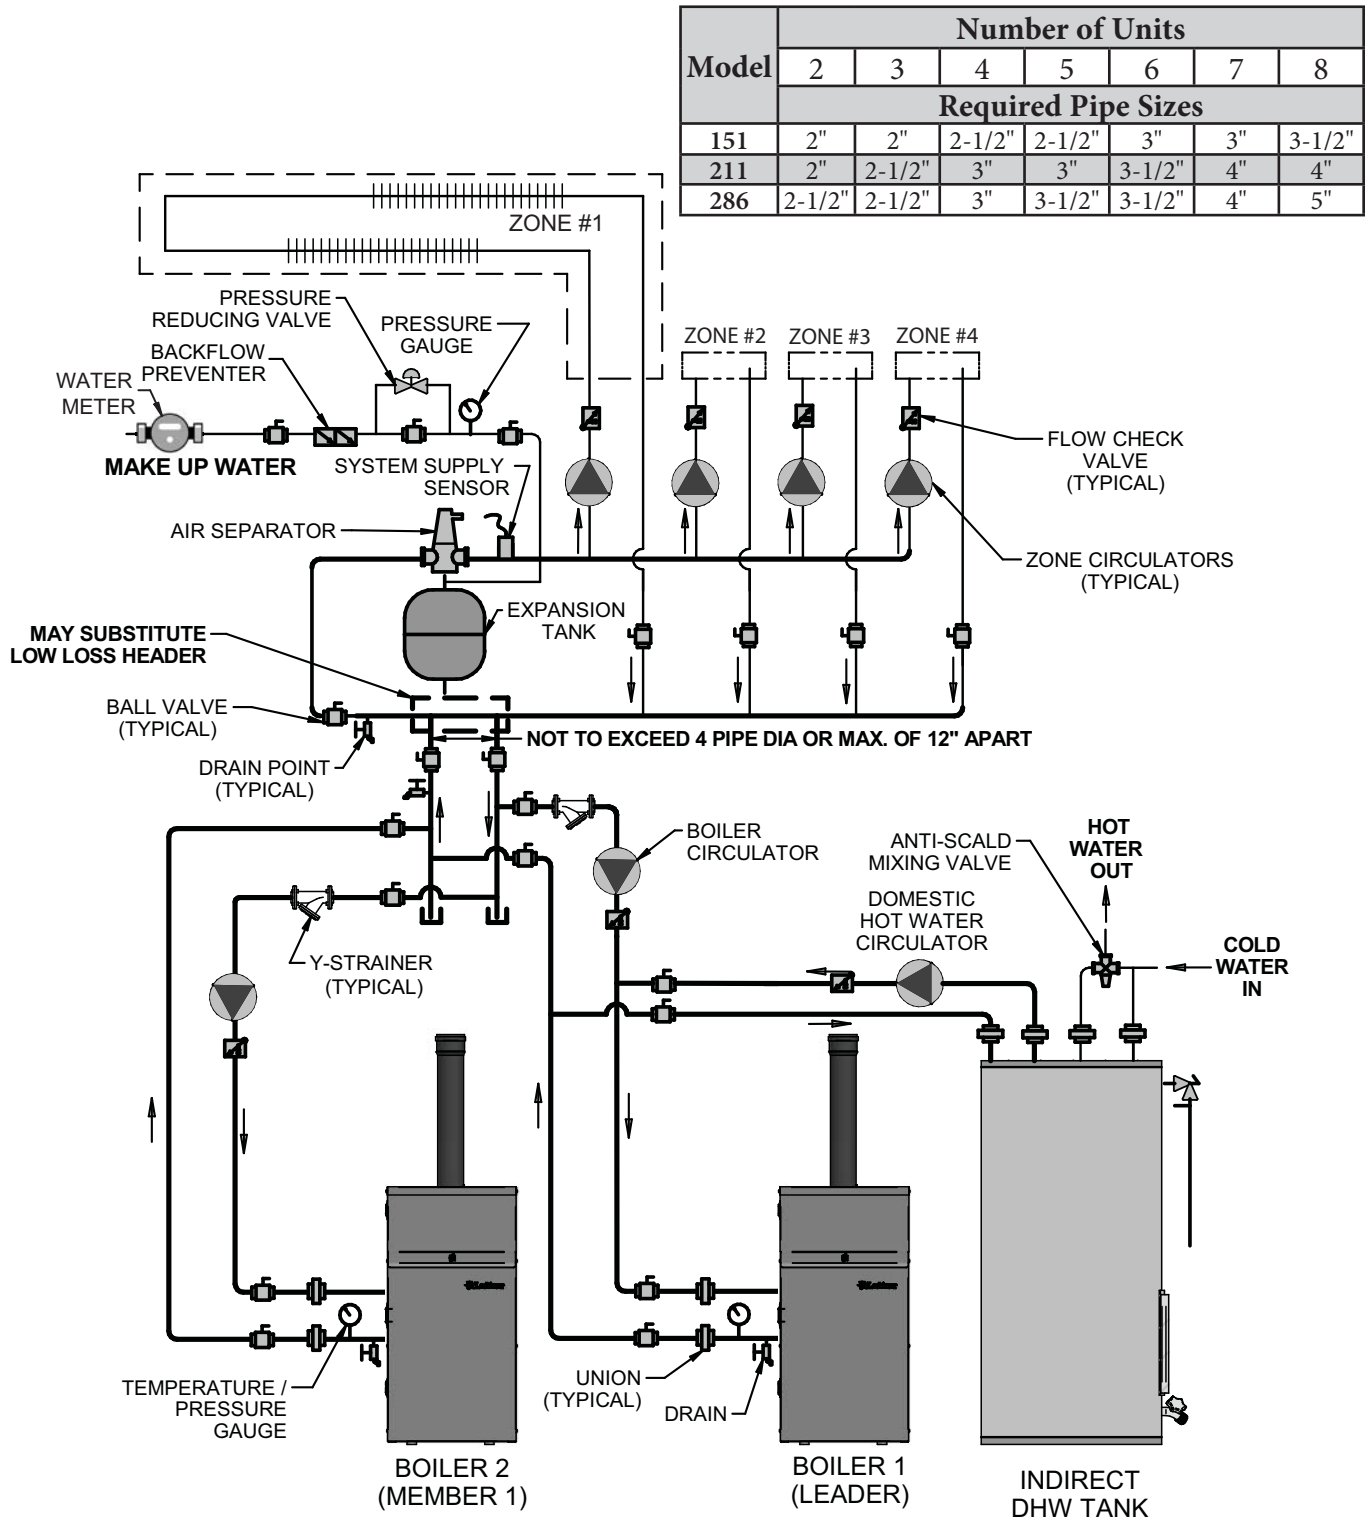 Number of Units
Model 2 3 4 5 6 7 8
Required Pipe Sizes
151 2" 2" 2-1/2" 2-1/2" 3" 3" 3-1/2"
211 2" 2-1/2" 3" 3" 3-1/2" 4" 4"
286 2-1/2" 2-1/2" 3" 3-1/2" 3-1/2" 4" 5"
ZONE #1
PRESSURE
REDUCING VALVE
PRESSURE
GAUGE
ZONE #2
ZONE #3
ZONE #4
BACKFLOW
PREVENTER
WATER
METER
MAKE UP WATER
SYSTEM SUPPLY
SENSOR
FLOW CHECK
VALVE
(TYPICAL)
AIR SEPARATOR
ZONE CIRCULATORS
(TYPICAL)
EXPANSION
TANK
MAY SUBSTITUTE
LOW LOSS HEADER
BALL VALVE
(TYPICAL)
NOT TO EXCEED 4 PIPE DIA OR MAX. OF 12" APART
DRAIN POINT
(TYPICAL)
BOILER
CIRCULATOR
ANTI-SCALD
MIXING VALVE
HOT
WATER
OUT
DOMESTIC
HOT WATER
CIRCULATOR
COLD
WATER
IN
Y-STRAINER
(TYPICAL)
TEMPERATURE /
PRESSURE
GAUGE
UNION
(TYPICAL)
DRAIN
BOILER 2
(MEMBER 1)
BOILER 1
(LEADER)
INDIRECT
DHW TANK